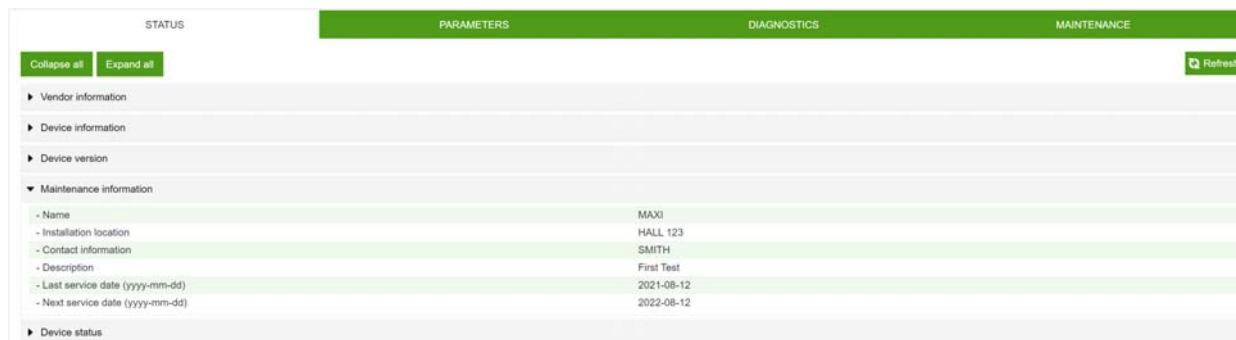 STATUS PARAMETERS DIAGNOSTICS MAINTENANCE
Collapse all Expand all Refresh
Vendor information
Device information
Device version
Maintenance information
- Name MAXI
- Installation location HALL 123
- Contact information SMITH
- Description First Test
- Last service date (yyyy-mm-dd) 2021-08-12
- Next service date (yyyy-mm-dd) 2022-08-12
Device status